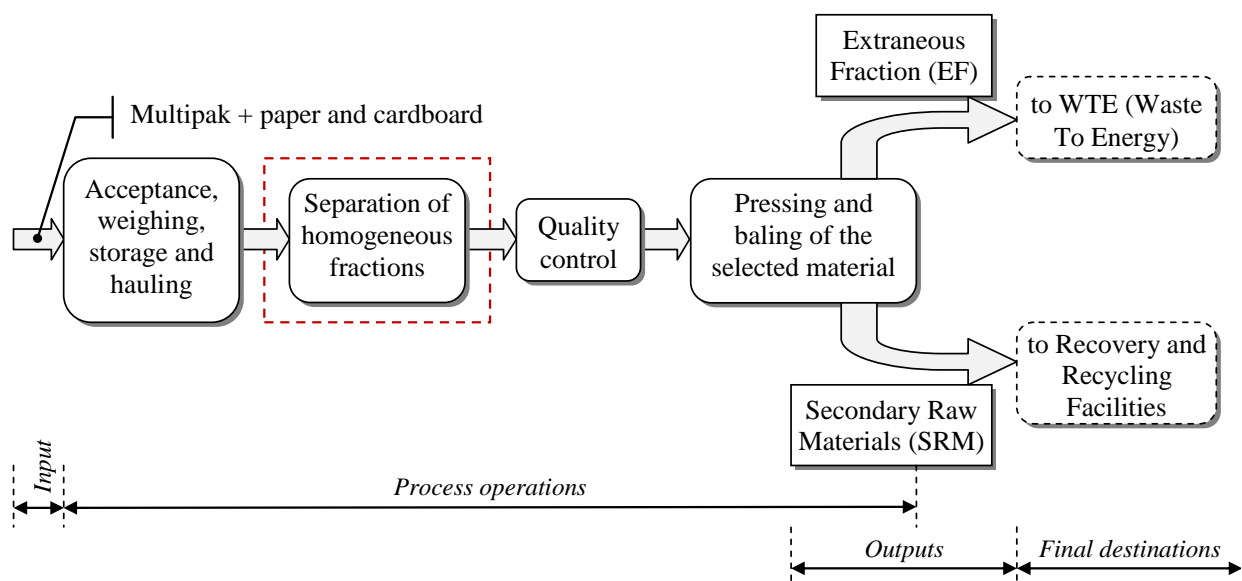 Extraneous
Fraction (EF)
to WTE (Waste
To Energy)
Multipak + paper and cardboard
Acceptance,
weighing,
storage and
hauling
Separation of
homogeneous
fractions
Quality
control
Pressing and
baling of the
selected material
to Recovery and
Recycling
Facilities
Secondary Raw
Materials (SRM)
Input
Process operations
Outputs
Final destinations